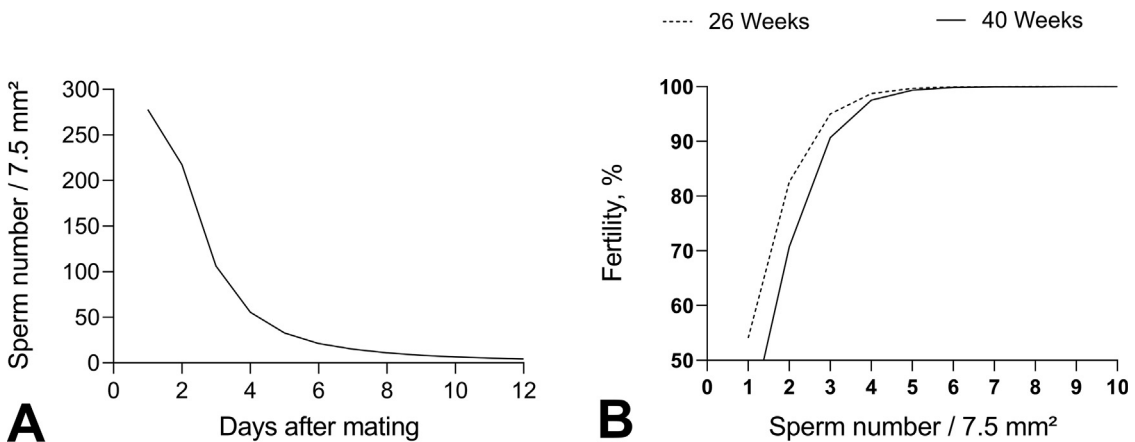 26 Weeks 40 Weeks
300
250
200
150
100
50
0
Sperm number / 7.5 mm²
0 2 4 6 8 10 12
Days after mating
A
100
90
80
70
60
50
Fertility, %
0 1 2 3 4 5 6 7 8 9 10
Sperm number / 7.5 mm²
B